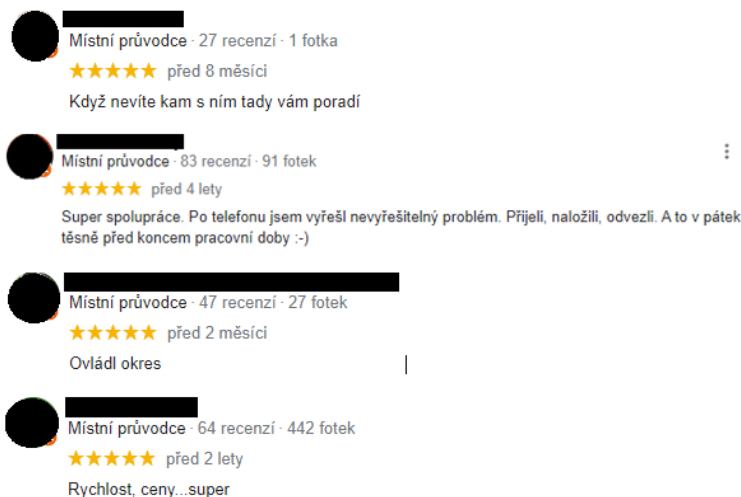 Místní průvodce · 27 recenzí · 1 fotka
před 8 měsíci
Když nevíte kam s ním tady vám poradí
Místní průvodce · 83 recenzí · 91 fotek
před 4 lety
Super spolupráce. Po telefonu jsem vyřešl nevyřešitelný problém. Přijeli, naložili, odvezli. A to v pátek
těsně před koncem pracovní doby :-)
Místní průvodce · 47 recenzí · 27 fotek
před 2 měsíci
Ovládl okres
Místní průvodce · 64 recenzí · 442 fotek
před 2 lety
Rychlost, ceny...super